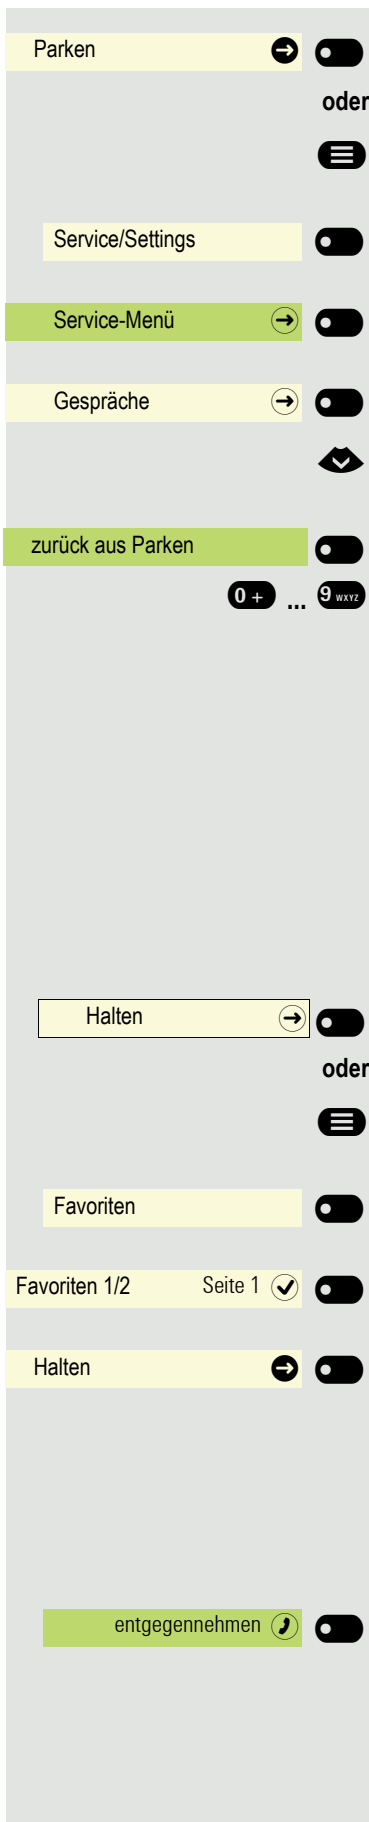 Parken
oder
Service/Settings
Service-Menü
Gespräche
zurück aus Parken
0 + ... 9 WXYZ
Halten
oder
Favoriten
Favoriten 1/2 Seite 1
Halten
entgegennehmen